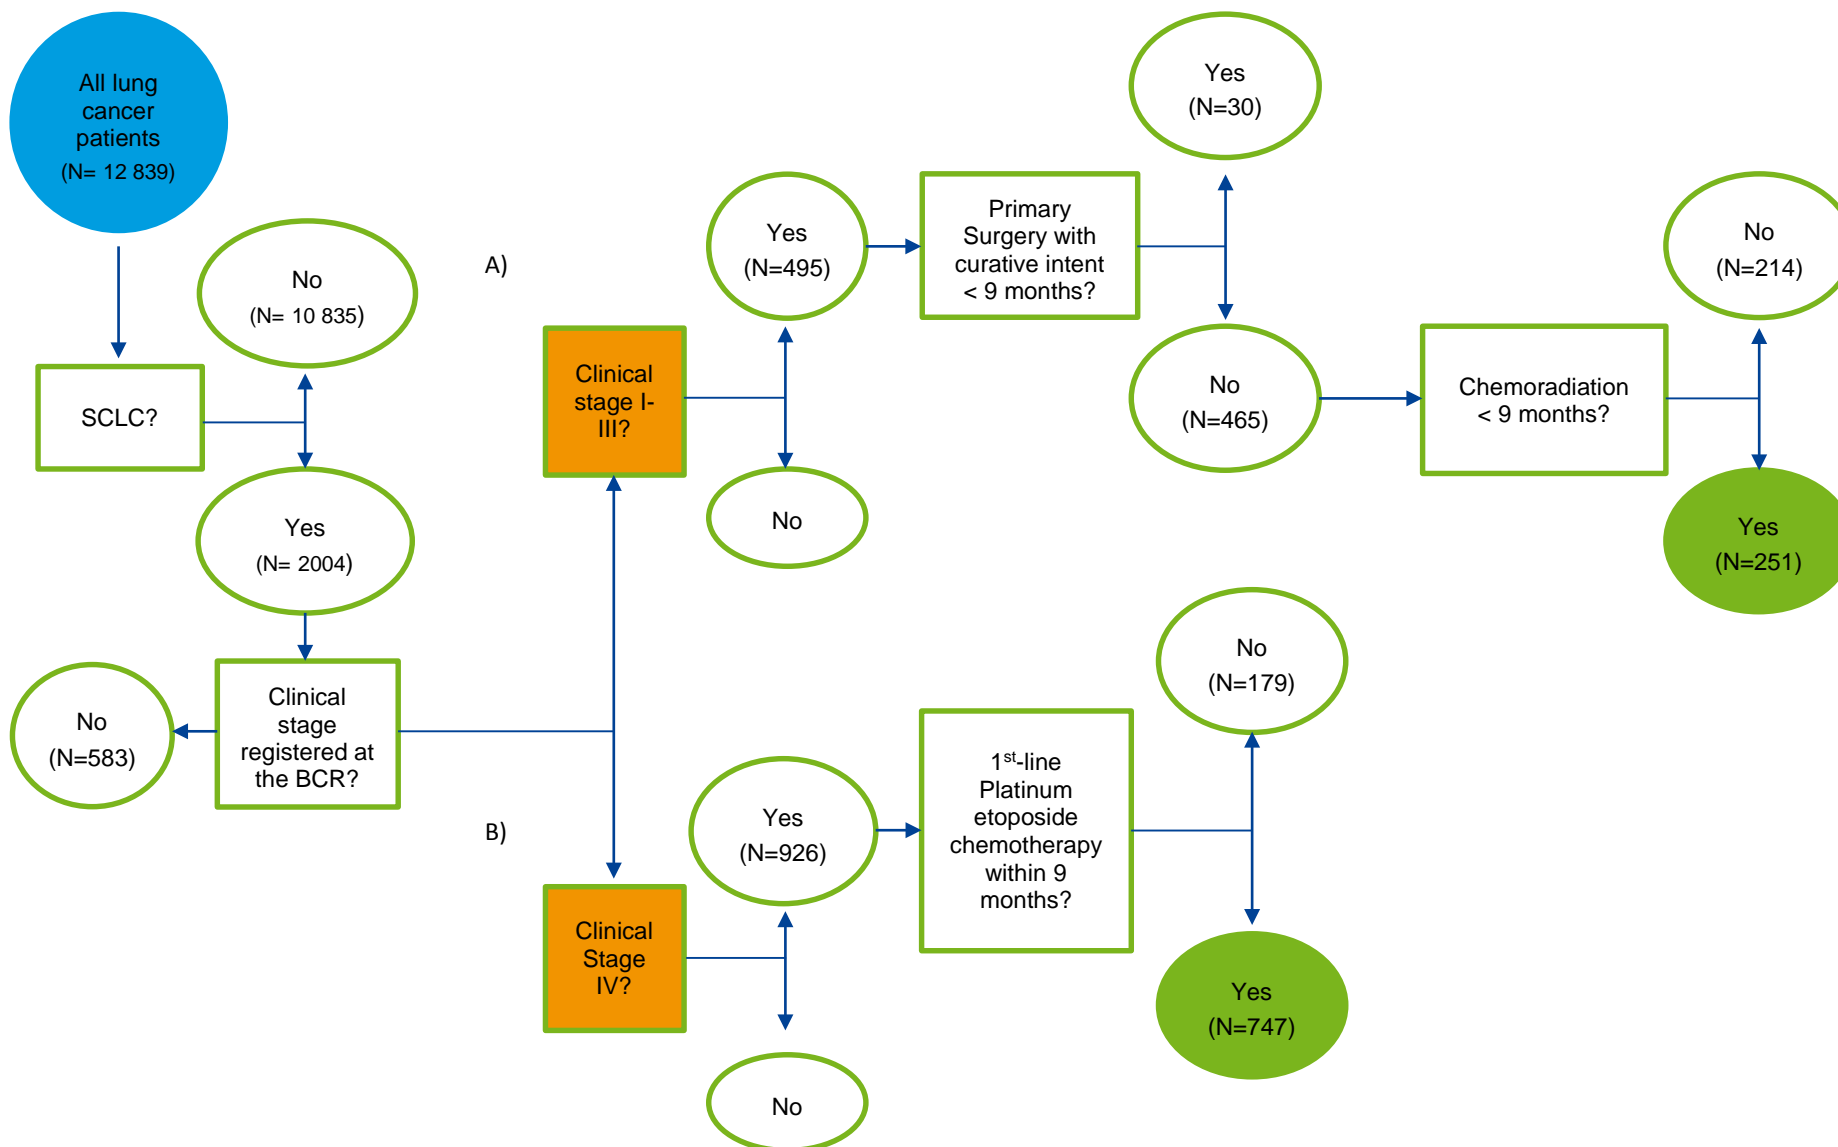 All lung
cancer
patients
(N= 12 839)
SCLC?
No
(N= 10 835)
Yes
(N= 2004)
Clinical
stage
registered at
the BCR?
No
(N=583)
A)
Clinical
stage I-
III?
Yes
(N=495)
No
Primary
Surgery with
curative intent
< 9 months?
Yes
(N=30)
No
(N=465)
Chemoradiation
< 9 months?
No
(N=214)
Yes
(N=251)
B)
Clinical
Stage
IV?
Yes
(N=926)
No
1st-line
Platinum
etoposide
chemotherapy
within 9
months?
No
(N=179)
Yes
(N=747)